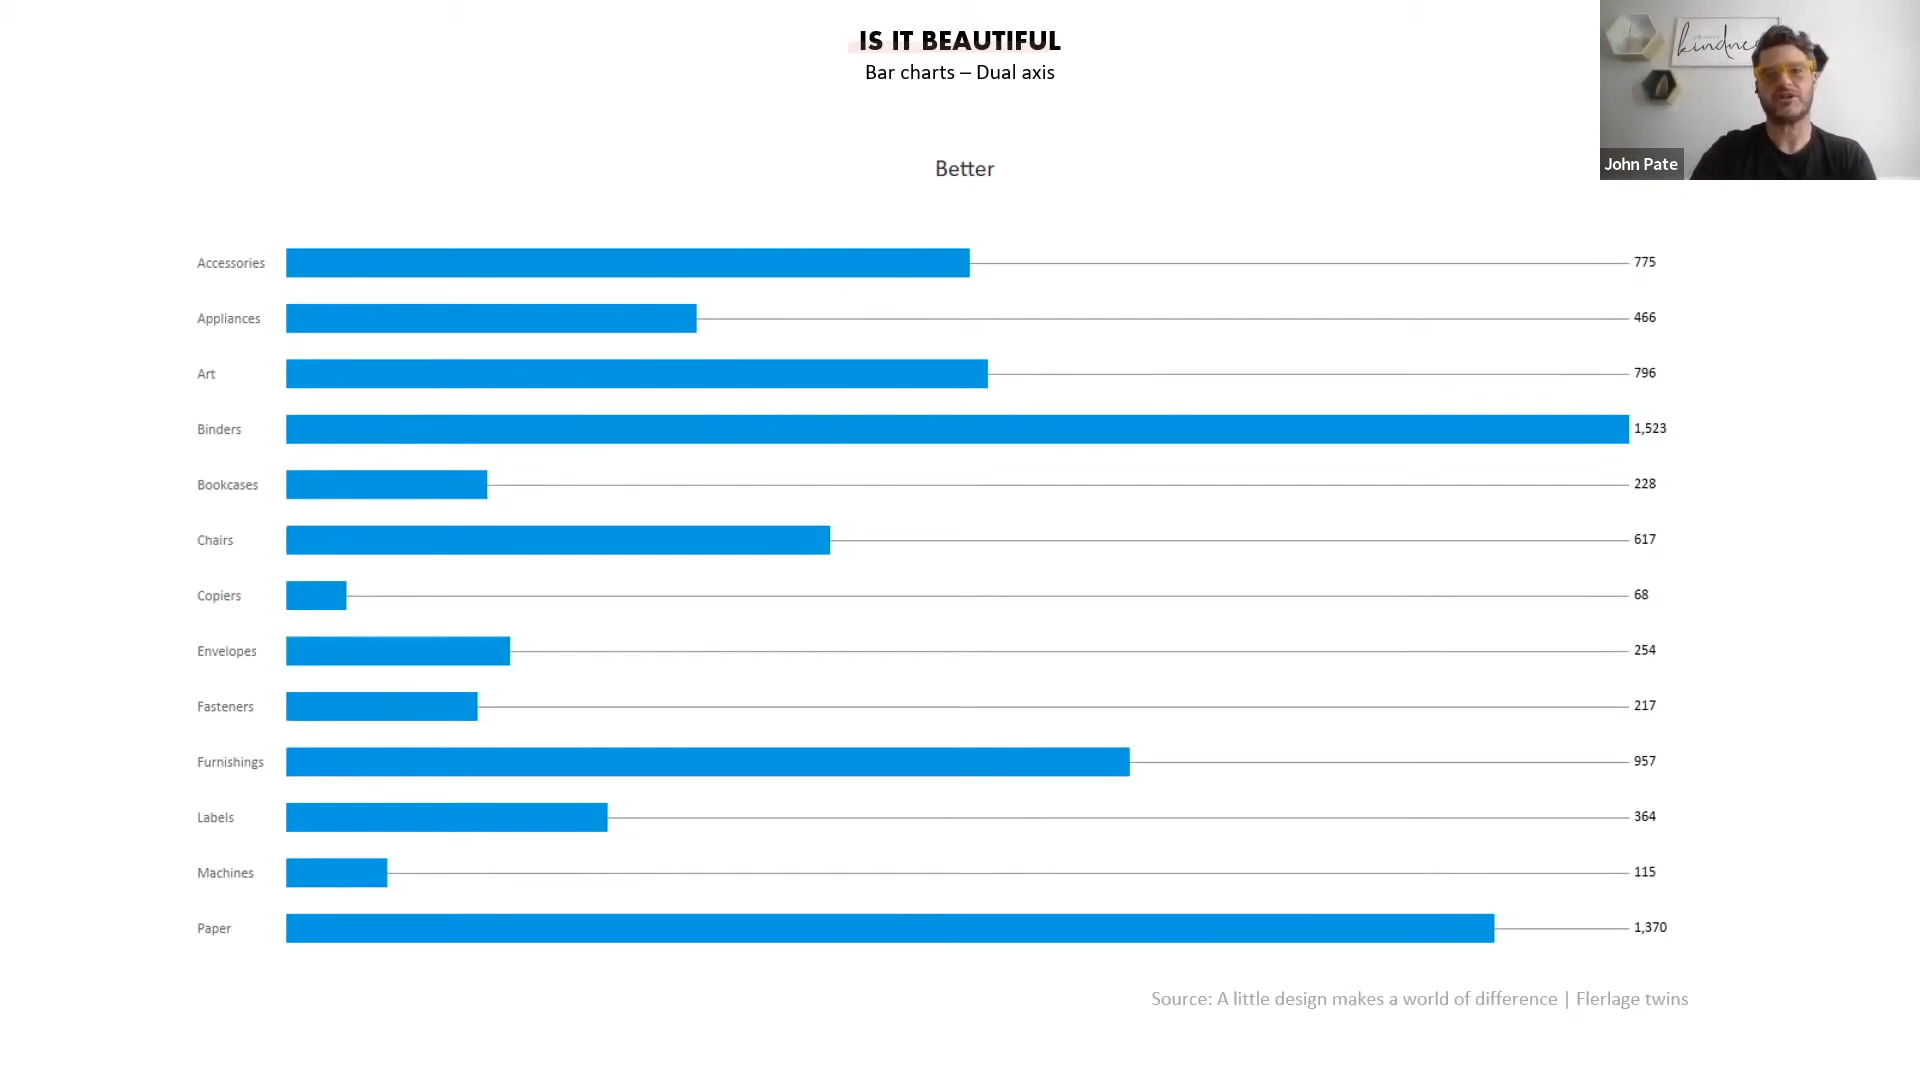 IS IT BEAUTIFUL
Bar charts – Dual axis
kindne
John Pate
Better
Accessories 775
Appliances 466
Art 796
Binders 1,523
Bookcases 228
Chairs 617
Copiers 68
Envelopes 254
Fasteners 217
Furnishings 957
Labels 364
Machines 115
Paper 1,370
Source: A little design makes a world of difference | Flerlage twins